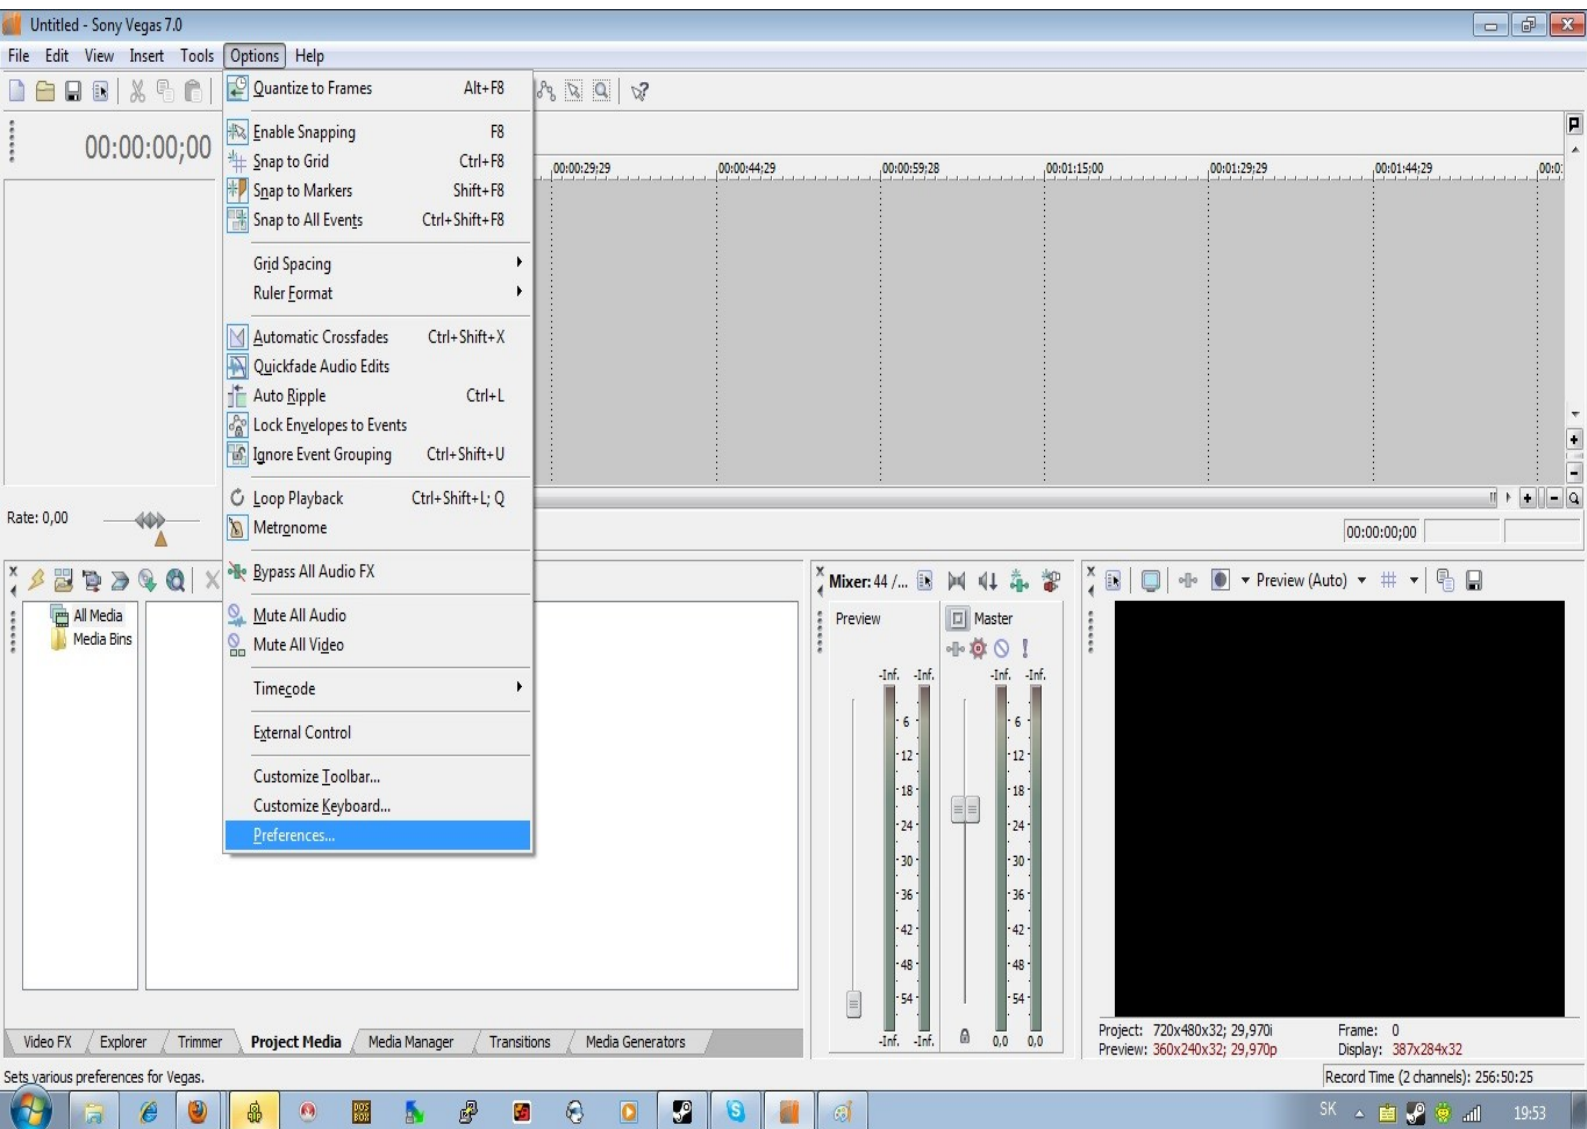 Untitled - Sony Vegas 7.0
File Edit View Insert Tools Options Help
Quantize to Frames Alt+F8
00:00:00;00
Enable Snapping F8
Snap to Grid Ctrl+F8
00:00:29;29 00:00:44;29 00:00:59;28 00:01:15;00 00:01:29;29 00:01:44;29 00:0
Snap to Markers Shift+F8
Snap to All Events Ctrl+Shift+F8
Grid Spacing
Ruler Format
Automatic Crossfades Ctrl+Shift+X
Quickfade Audio Edits
Auto Ripple Ctrl+L
Lock Envelopes to Events
Ignore Event Grouping Ctrl+Shift+U
Loop Playback Ctrl+Shift+L; Q
Metronome
Rate: 0,00
00:00:00;00
Bypass All Audio FX
Mute All Audio
Mute All Video
Timecode
External Control
Customize Toolbar...
Customize Keyboard...
Preferences...
All Media
Media Bins
Mixer: 44 /...
Preview (Auto)
Preview Master
-Inf. -Inf. -Inf. -Inf.
6 6
12 12
18 18
24 24
30 30
36 36
42 42
48 48
54 54
-Inf. -Inf. 0,0 0,0
Project: 720x480x32; 29,970i Frame: 0
Preview: 360x240x32; 29,970p Display: 387x284x32
Video FX Explorer Trimmer Project Media Media Manager Transitions Media Generators
Sets various preferences for Vegas.
Record Time (2 channels): 256:50:25
DOS
BOX
SK 19:53